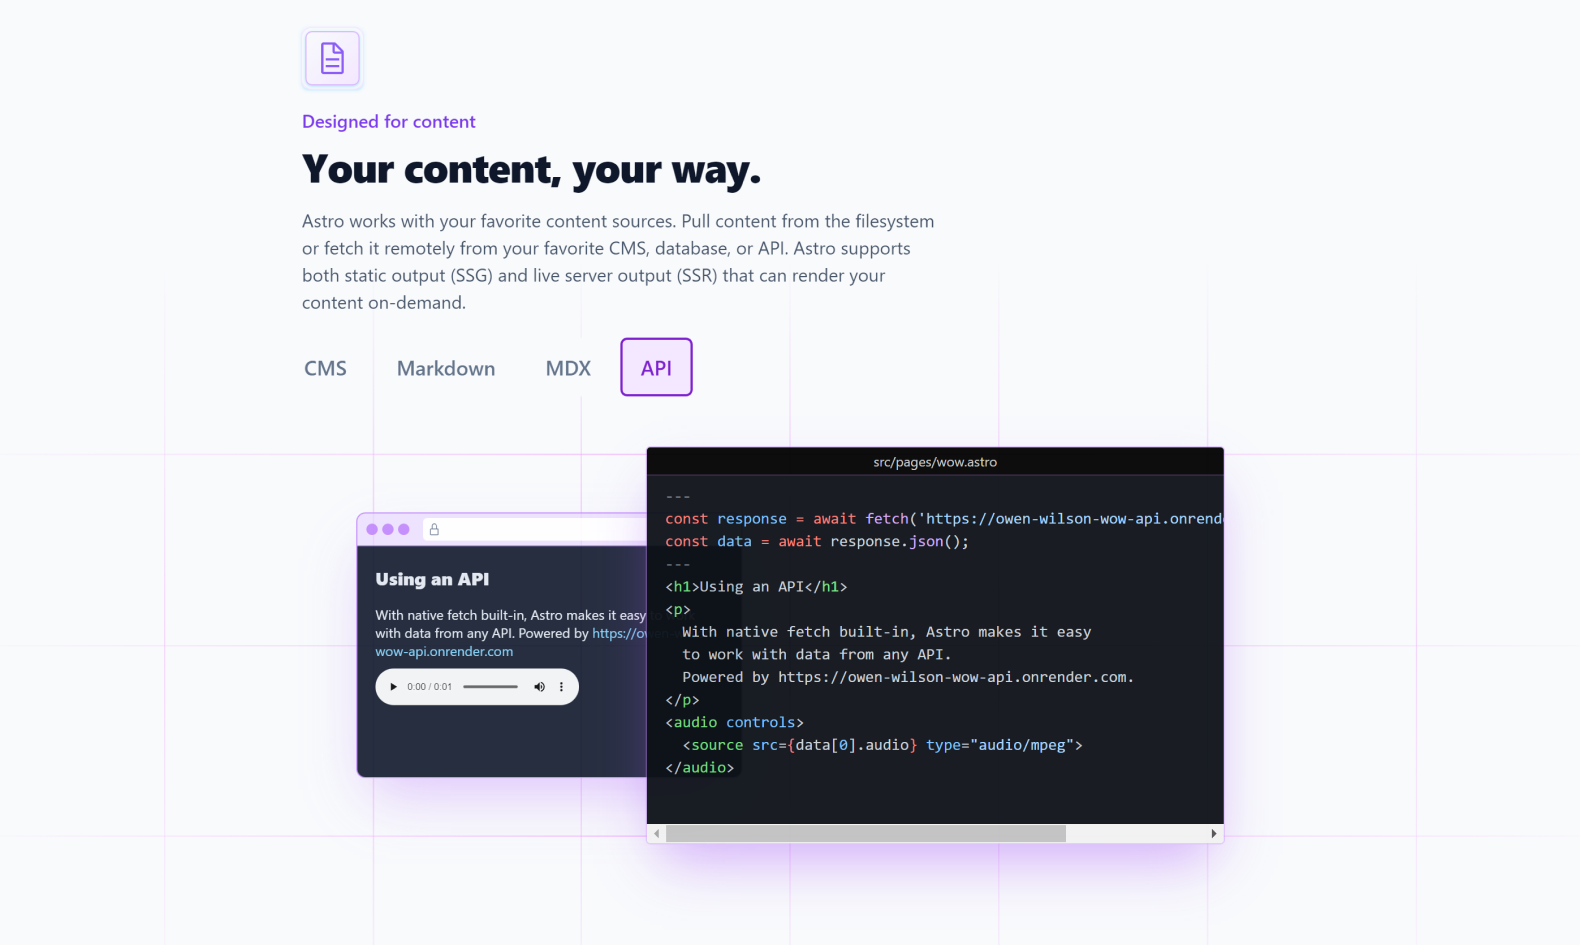 Designed for content
Your content, your way.
Astro works with your favorite content sources. Pull content from the filesystem
or fetch it remotely from your favorite CMS, database, or API. Astro supports
both static output (SSG) and live server output (SSR) that can render your
content on-demand.
CMS Markdown MDX API
Using an API
With native fetch built-in, Astro makes it easy to work
with data from any API. Powered by https://owen-
wow-api.onrender.com
0:00 / 0:01
src/pages/wow.astro
---
const response = await fetch('https://owen-wilson-wow-api.onrend
const data = await response.json();
---
<h1>Using an API</h1>
<p>
  With native fetch built-in, Astro makes it easy
  to work with data from any API.
  Powered by https://owen-wilson-wow-api.onrender.com.
</p>
<audio controls>
  <source src={data[0].audio} type="audio/mpeg">
</audio>